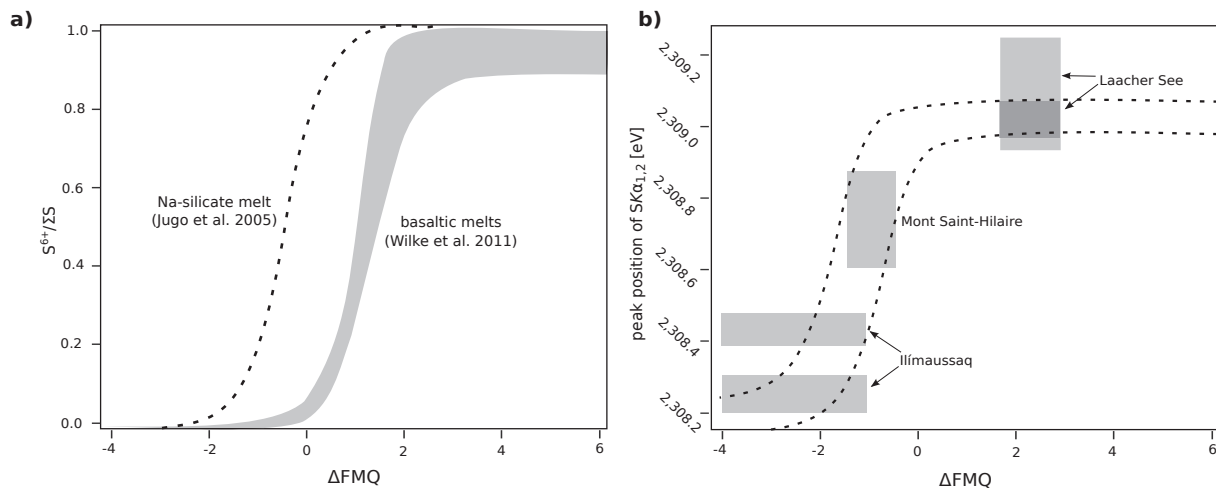 a)
1.0
0.8
0.6
0.4
0.2
0.0
S6+/ΣS
Na-silicate melt
(Jugo et al. 2005)
basaltic melts
(Wilke et al. 2011)
-4
-2
0
2
4
6
ΔFMQ
b)
2,309.2
2,309.0
2,308.8
2,308.6
2,308.4
2,308.2
peak position of SKα1,2 [eV]
Laacher See
Mont Saint-Hilaire
Ilímaussaq
-4
-2
0
2
4
6
ΔFMQ